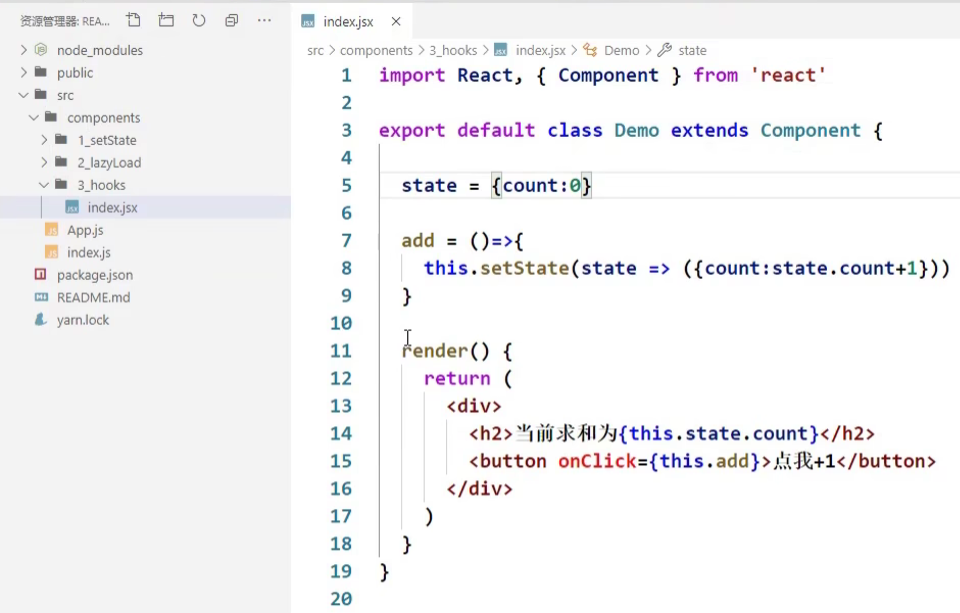 资源管理器: REA...
index.jsx
src > components > 3_hooks > index.jsx > Demo > state
node_modules
public
src
components
1_setState
2_lazyLoad
3_hooks
index.jsx
App.js
index.js
package.json
README.md
yarn.lock
1 import React, { Component } from 'react'
2
3 export default class Demo extends Component {
4
5 state = {count:0}
6
7 add = ()=>{
8 this.setState(state => ({count:state.count+1}))
9 }
10
11 render() {
12 return (
13 <div>
14 <h2>当前求和为{this.state.count}</h2>
15 <button onClick={this.add}>点我+1</button>
16 </div>
17 )
18 }
19 }
20